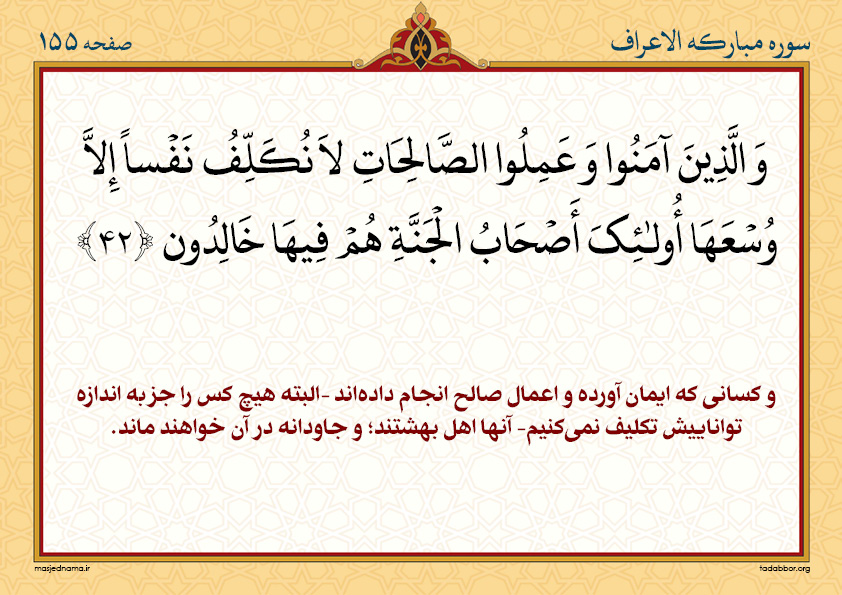 سوره مبارکه الاعراف
صفحه ۱۵۵
وَ الَّذِينَ آمَنُوا وَ عَمِلُوا الصَّالِحَاتِ لاَ نُكَلِّفُ نَفْساً إِلاَّ
وُسْعَهَا أُولٰئِکَ أَصْحَابُ الْجَنَّةِ هُمْ فِيهَا خَالِدُون ﴿۴۲﴾
و کسانی که ایمان آورده و اعمال صالح انجام داده‌اند -البته هیچ کس را جز به اندازه
تواناییش تکلیف نمی‌کنیم- آنها اهل بهشتند؛ و جاودانه در آن خواهند ماند.
masjednama.ir
tadabbor.org